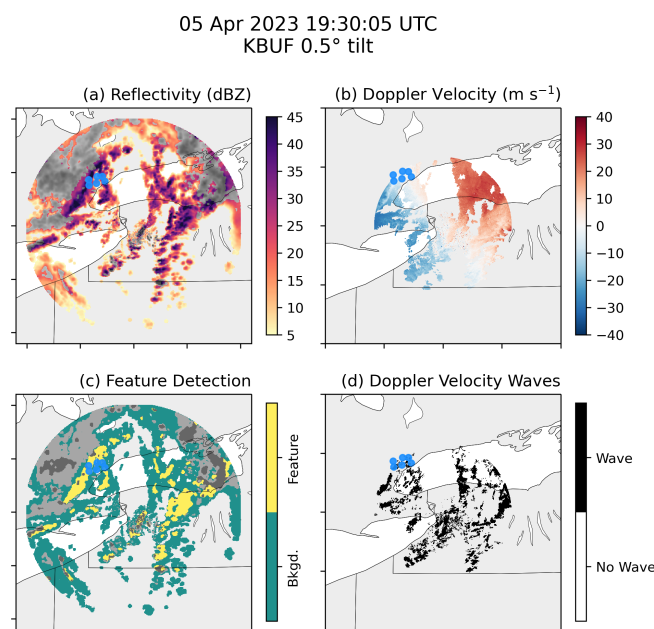 05 Apr 2023 19:30:05 UTC
KBUF 0.5° tilt
(a) Reflectivity (dBZ)
45
40
35
30
25
20
15
10
5
(b) Doppler Velocity (m s⁻¹)
40
30
20
10
0
−10
−20
−30
−40
(c) Feature Detection
Feature
Bkgd.
(d) Doppler Velocity Waves
Wave
No Wave